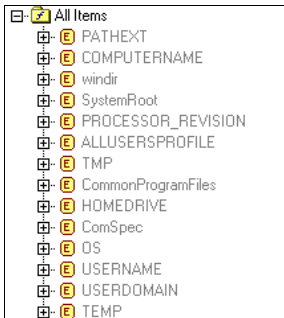 All Items
E PATHEXT
E COMPUTERNAME
E windir
E SystemRoot
E PROCESSOR_REVISION
E ALLUSERSPROFILE
E TMP
E CommonProgramFiles
E HOMEDRIVE
E ComSpec
E OS
E USERNAME
E USERDOMAIN
E TEMP